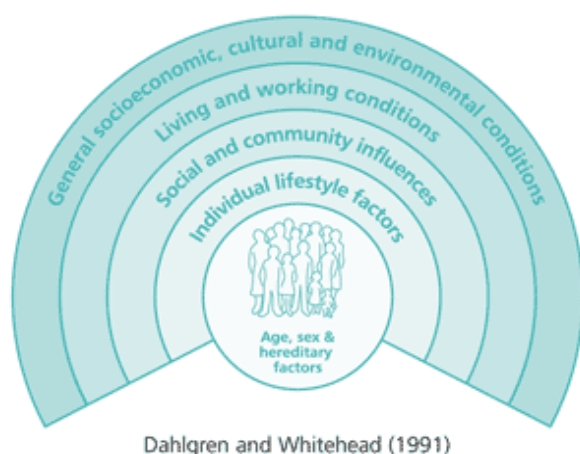 General socioeconomic, cultural and environmental conditions
Living and working conditions
Social and community influences
Individual lifestyle factors
Age, sex &
hereditary
factors
Dahlgren and Whitehead (1991)